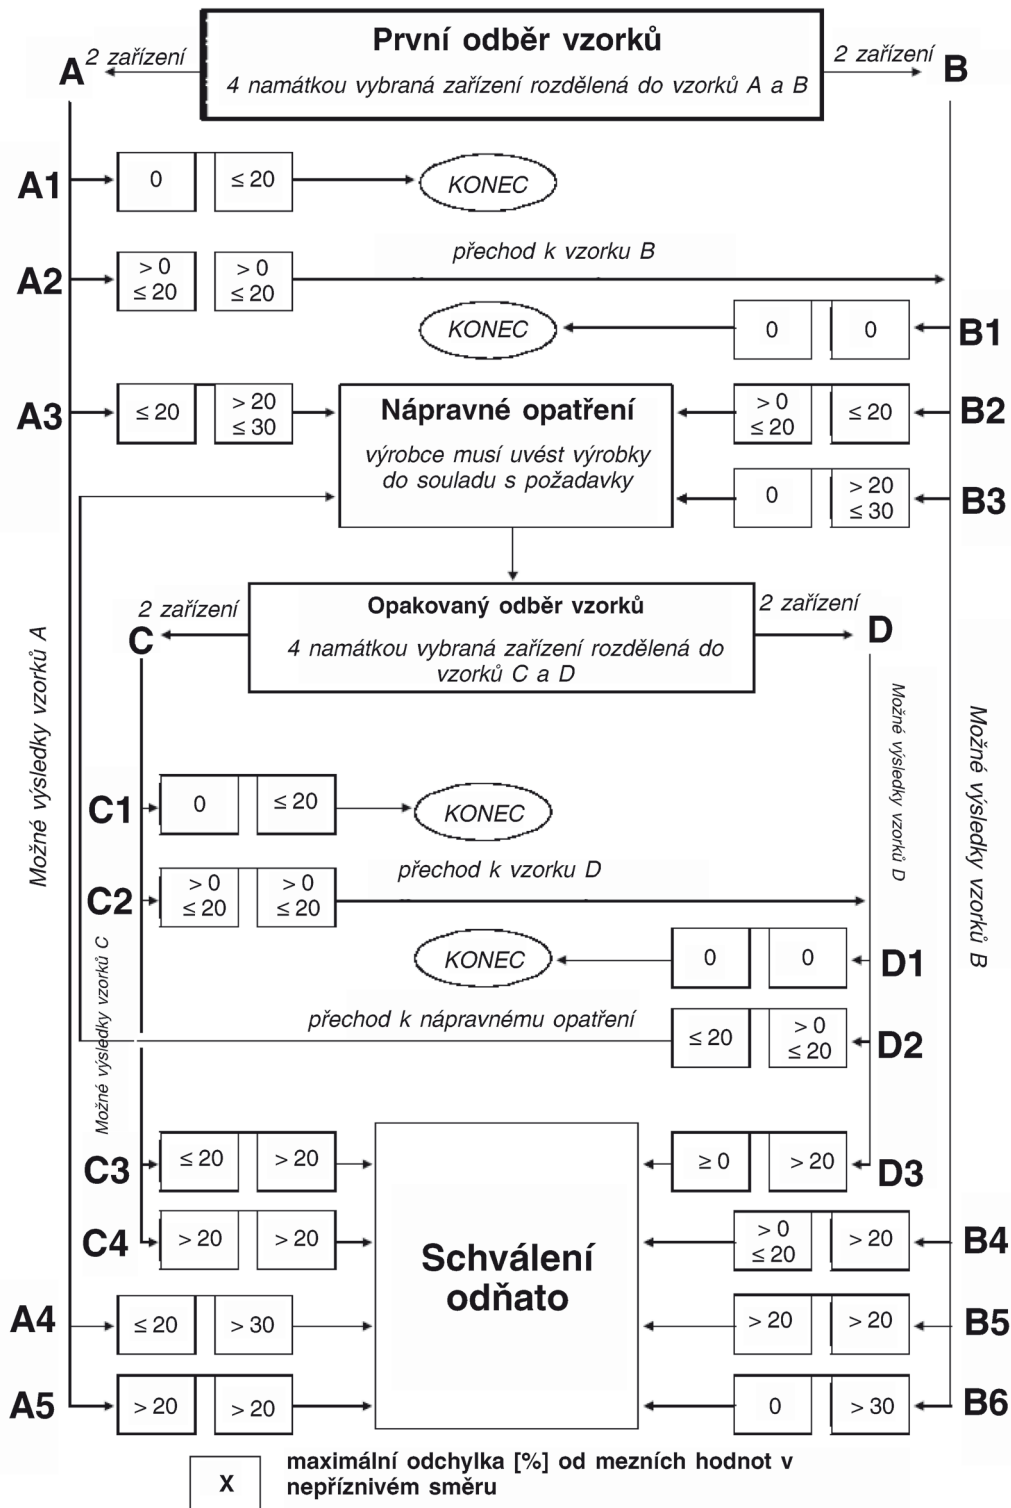 První odběr vzorků
4 namátkou vybraná zařízení rozdělená do vzorků A a B
A
2 zařízení
2 zařízení
B
A1
0
≤ 20
KONEC
A2
> 0
≤ 20
> 0
≤ 20
přechod k vzorku B
KONEC
0
0
B1
A3
≤ 20
> 20
≤ 30
Nápravné opatření
výrobce musí uvést výrobky
do souladu s požadavky
> 0
≤ 20
≤ 20
B2
0
> 20
≤ 30
B3
Opakovaný odběr vzorků
4 namátkou vybraná zařízení rozdělená do
vzorků C a D
2 zařízení
C
2 zařízení
D
Možné výsledky vzorků A
Možné výsledky vzorků D
Možné výsledky vzorků B
C1
0
≤ 20
KONEC
C2
> 0
≤ 20
> 0
≤ 20
přechod k vzorku D
Možné výsledky vzorků C
KONEC
0
0
D1
přechod k nápravnému opatření
≤ 20
> 0
≤ 20
D2
C3
≤ 20
> 20
Schválení
odňato
≥ 0
> 20
D3
C4
> 20
> 20
> 0
≤ 20
> 20
B4
A4
≤ 20
> 30
> 20
> 20
B5
A5
> 20
> 20
0
> 30
B6
X
maximální odchylka [%] od mezních hodnot v
nepříznivém směru